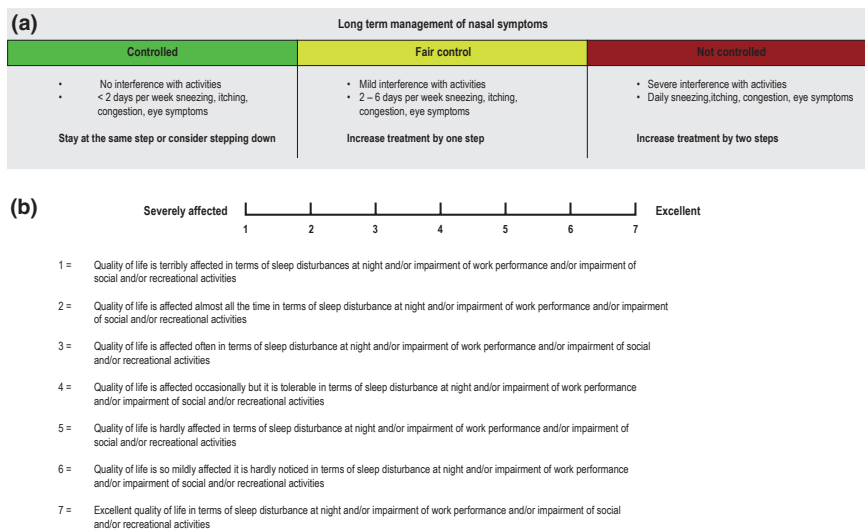 (a)
Long term management of nasal symptoms
Controlled
• No interference with activities
• < 2 days per week sneezing, itching,
congestion, eye symptoms
Stay at the same step or consider stepping down
Fair control
• Mild interference with activities
• 2 – 6 days per week sneezing, itching,
congestion, eye symptoms
Increase treatment by one step
Not controlled
• Severe interference with activities
• Daily sneezing,itching, congestion, eye symptoms
Increase treatment by two steps
(b)
Severely affected
Excellent
1 2 3 4 5 6 7
1 = Quality of life is terribly affected in terms of sleep disturbances at night and/or impairment of work performance and/or impairment of
social and/or recreational activities
2 = Quality of life is affected almost all the time in terms of sleep disturbance at night and/or impairment of work performance and/or impairment
of social and/or recreational activities
3 = Quality of life is affected often in terms of sleep disturbance at night and/or impairment of work performance and/or impairment of social
and/or recreational activities
4 = Quality of life is affected occasionally but it is tolerable in terms of sleep disturbance at night and/or impairment of work performance
and/or impairment of social and/or recreational activities
5 = Quality of life is hardly affected in terms of sleep disturbance at night and/or impairment of work performance and/or impairment of
social and/or recreational activities
6 = Quality of life is so mildly affected it is hardly noticed in terms of sleep disturbance at night and/or impairment of work performance
and/or impairment of social and/or recreational activities
7 = Excellent quality of life in terms of sleep disturbance at night and/or impairment of work performance and/or impairment of social
and/or recreational activities